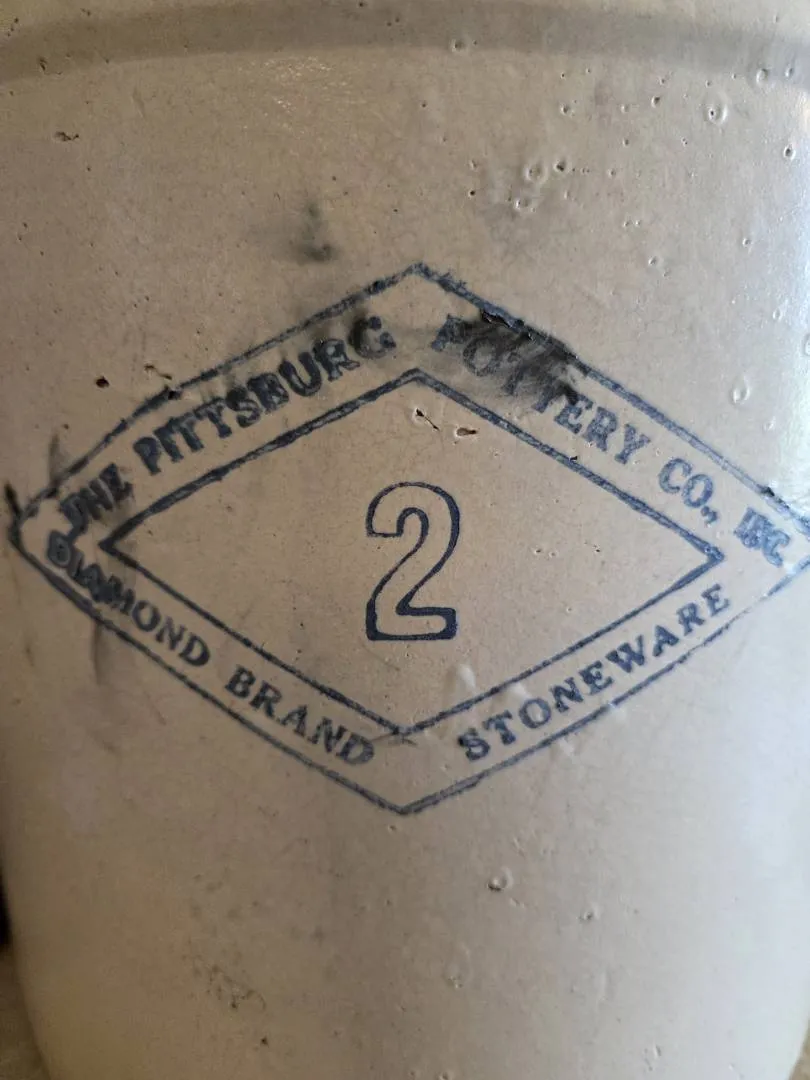 THE PITTSBURG POTTERY CO., INC.
2
DIAMOND BRAND STONEWARE